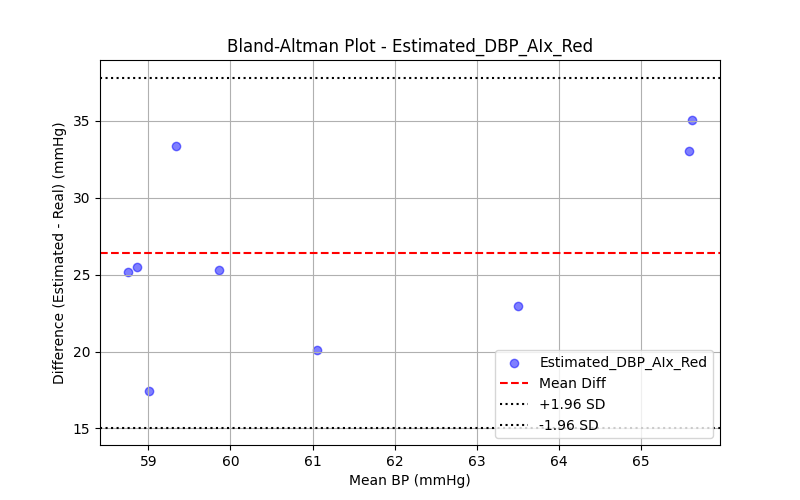 Bland-Altman Plot - Estimated_DBP_AIx_Red
Difference (Estimated - Real) (mmHg)
35
30
25
20
15
Estimated_DBP_AIx_Red
Mean Diff
+1.96 SD
-1.96 SD
59 60 61 62 63 64 65
Mean BP (mmHg)